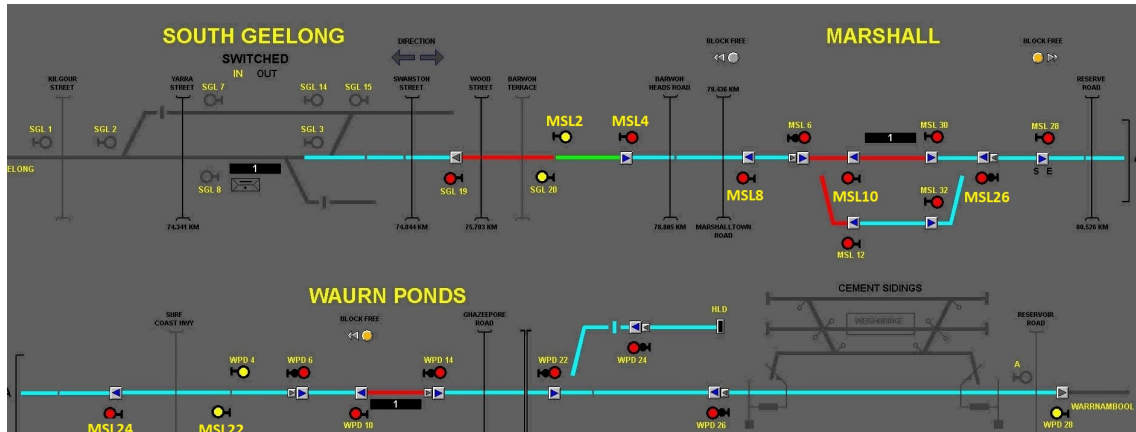 SOUTH GEELONG
SWITCHED
IN OUT
DIRECTION
MARSHALL
BLOCK FREE
BLOCK FREE
KILGOUR
STREET
YARRA
STREET
SWANSTON
STREET
WOOD
STREET
BARWON
TERRACE
BARWON
HEADS ROAD
79.436 KM
RESERVE
ROAD
SGL 7
SGL 14
SGL 15
SGL 1
SGL 2
SGL 3
MSL2
MSL4
MSL 6
MSL 30
MSL 28
1
ELONG
1
SGL 8
SGL 19
SGL 20
MSL8
MSL10
MSL26
S E
MSL 32
MSL 12
74.341 KM
74.844 KM
75.703 KM
78.805 KM
MARSHALLTOWN
ROAD
80.526 KM
WAURN PONDS
SURF
COAST HWY
BLOCK FREE
GHAZEEPORE
ROAD
HLD
CEMENT SIDINGS
WEIGHBRIDGE
RESERVOIR
ROAD
WPD 4
WPD 6
WPD 14
WPD 22
WPD 24
A
A
1
WARRNAMBOOL
MSL24
MSL22
WPD 10
WPD 26
WPD 28